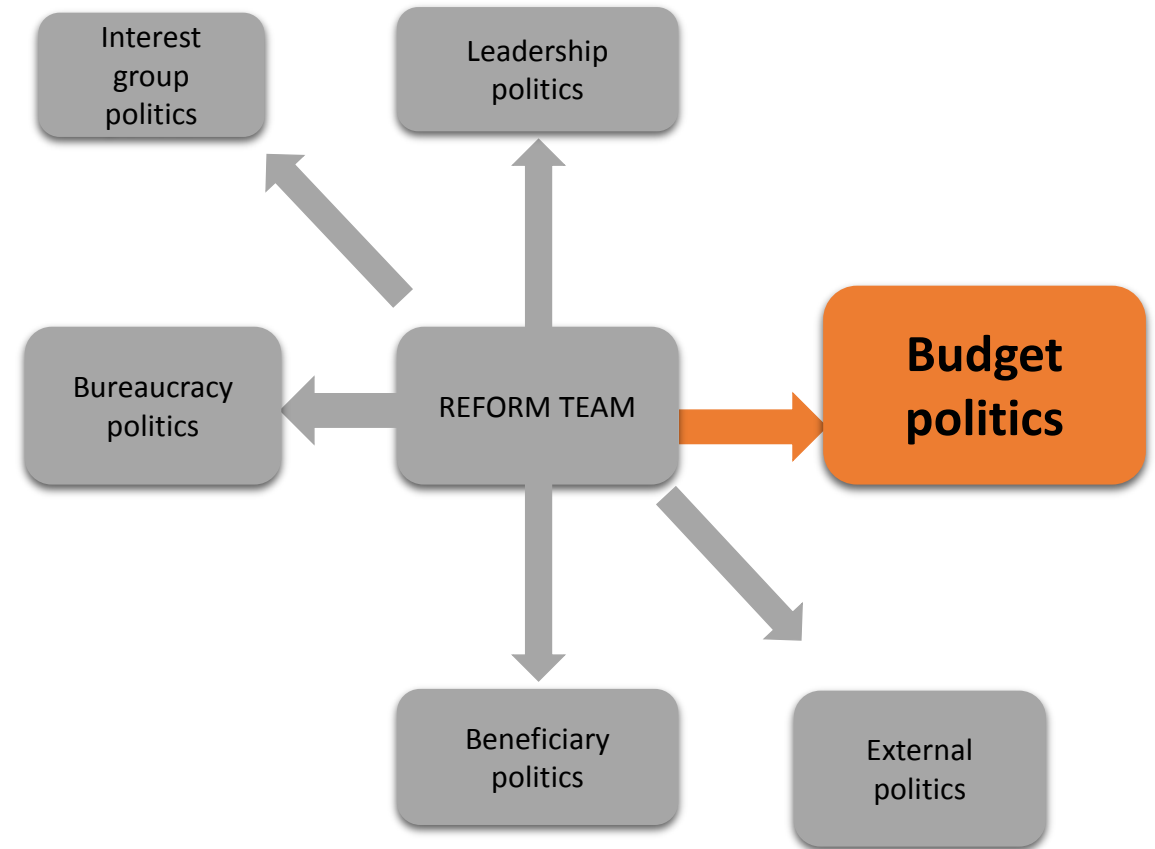 Interest
group
politics
Leadership
politics
Bureaucracy
politics
REFORM TEAM
Budget
politics
Beneficiary
politics
External
politics